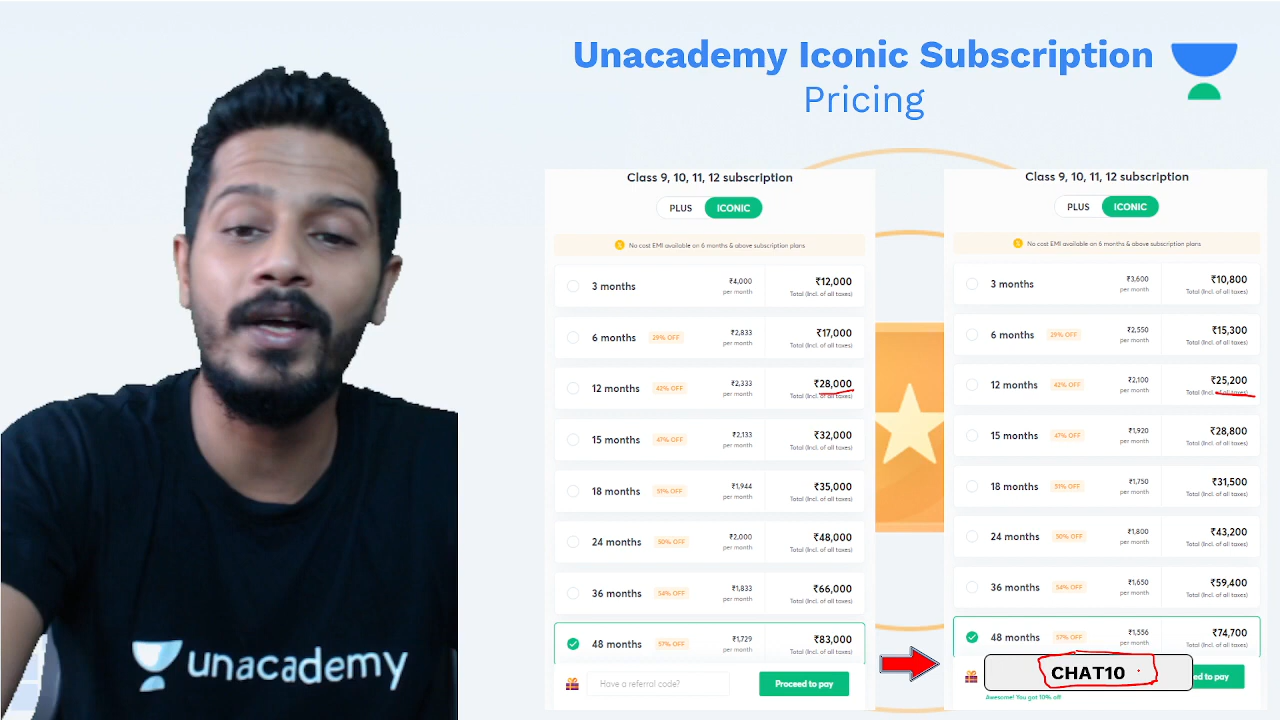 Unacademy Iconic Subscription
Pricing
Class 9, 10, 11, 12 subscription
PLUS ICONIC
No cost EMI available on 6 months & above subscription plans
3 months ₹4,000 per month ₹12,000 Total (Incl. of all taxes)
6 months 29% OFF ₹2,833 per month ₹17,000 Total (Incl. of all taxes)
12 months 42% OFF ₹2,333 per month ₹28,000 Total (Incl. of all taxes)
15 months 47% OFF ₹2,133 per month ₹32,000 Total (Incl. of all taxes)
18 months 51% OFF ₹1,944 per month ₹35,000 Total (Incl. of all taxes)
24 months 50% OFF ₹2,000 per month ₹48,000 Total (Incl. of all taxes)
36 months 54% OFF ₹1,833 per month ₹66,000 Total (Incl. of all taxes)
48 months 57% OFF ₹1,729 ₹83,000
Have a referral code? Proceed to pay
Class 9, 10, 11, 12 subscription
PLUS ICONIC
No cost EMI available on 6 months & above subscription plans
3 months ₹3,600 per month ₹10,800 Total (Incl. of all taxes)
6 months 29% OFF ₹2,550 per month ₹15,300 Total (Incl. of all taxes)
12 months 42% OFF ₹2,100 per month ₹25,200 Total (Incl. of all taxes)
15 months 47% OFF ₹1,920 per month ₹28,800 Total (Incl. of all taxes)
18 months 51% OFF ₹1,750 per month ₹31,500 Total (Incl. of all taxes)
24 months 50% OFF ₹1,800 per month ₹43,200 Total (Incl. of all taxes)
36 months 54% OFF ₹1,650 per month ₹59,400 Total (Incl. of all taxes)
48 months 57% OFF ₹1,556 ₹74,700
CHAT10 ed to pay
Awesome! You got 10% off
unacademy